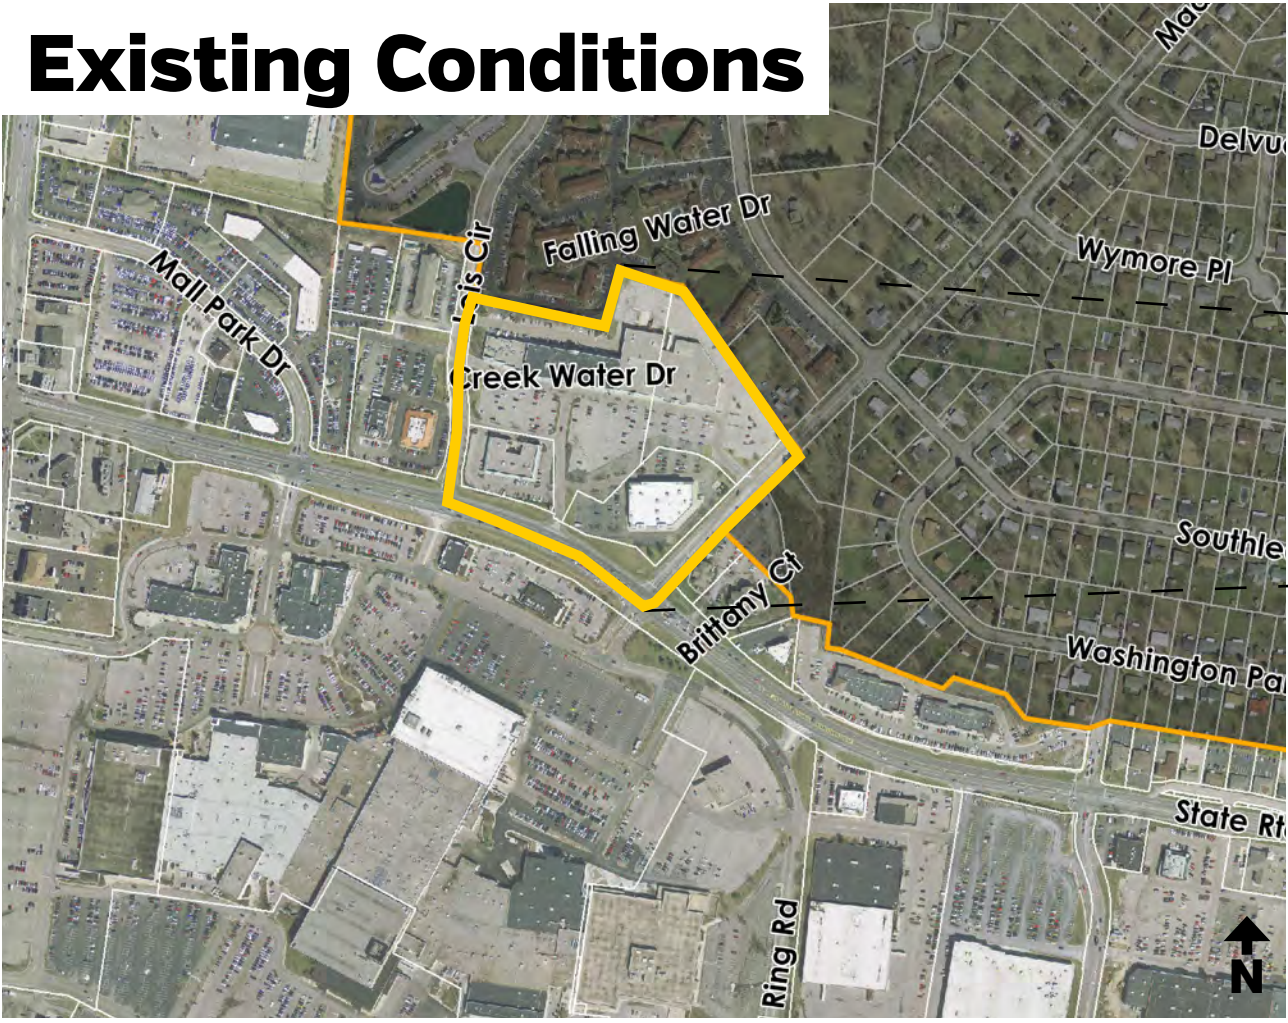 Existing Conditions
Delvu
Lois Cir
Falling Water Dr
Wymore Pl
Mall Park Dr
Creek Water Dr
Southle
Brittany Ct
Washington Pa
State Rt
Ring Rd
N